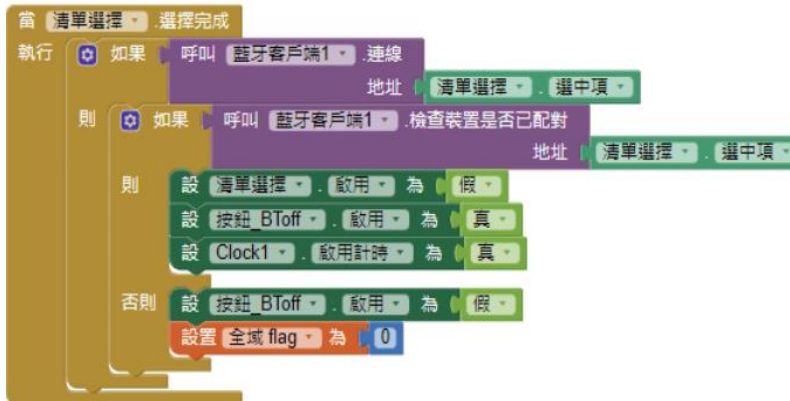 當 清單選擇 .選擇完成
執行 如果 呼叫 藍牙客戶端1 .連線
地址 清單選擇 . 選中項
則 如果 呼叫 藍牙客戶端1 .檢查裝置是否已配對
地址 清單選擇 . 選中項
則 設 清單選擇 . 啟用 為 假
設 按鈕_BToff . 啟用 為 真
設 Clock1 . 啟用計時 為 真
否則 設 按鈕_BToff . 啟用 為 假
設置 全域 flag 為 0